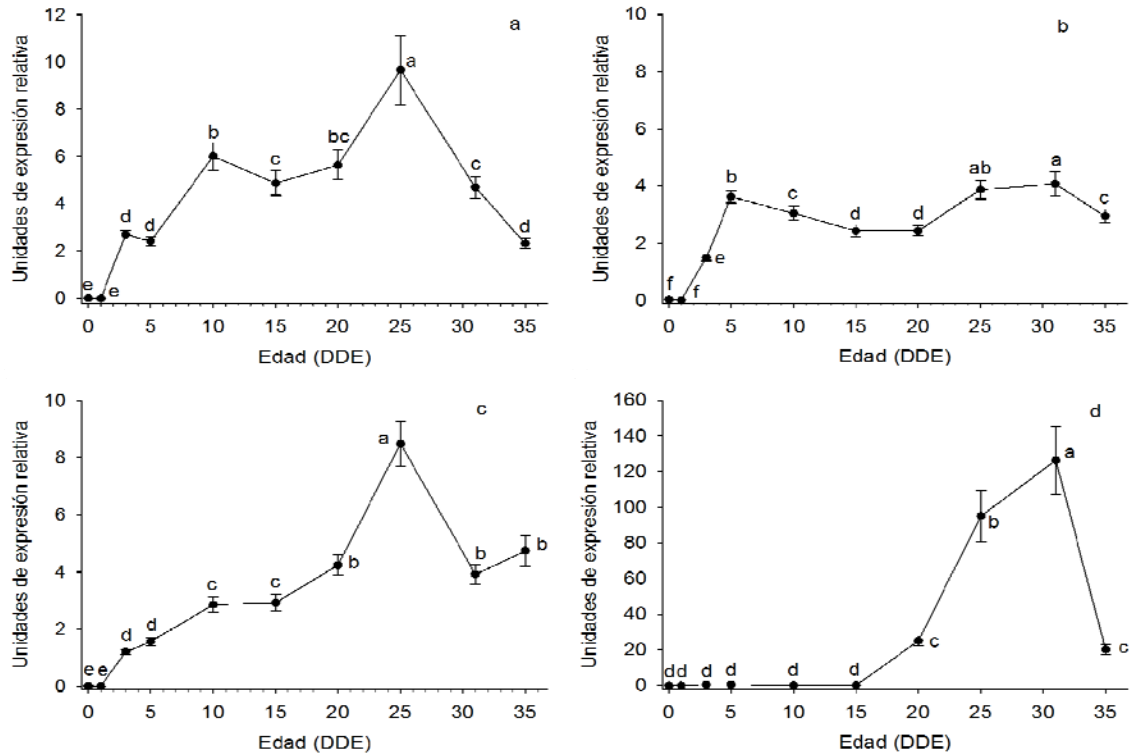 a
Unidades de expresión relativa
12
10
8
6
4
2
0
e
e
d
d
b
c
bc
a
c
d
0 5 10 15 20 25 30 35
Edad (DDE)
b
Unidades de expresión relativa
10
8
6
4
2
0
f
f
e
b
c
d
d
ab
a
c
0 5 10 15 20 25 30 35
Edad (DDE)
c
Unidades de expresión relativa
10
8
6
4
2
0
e
e
d
d
c
c
b
a
b
b
0 5 10 15 20 25 30 35
Edad (DDE)
d
Unidades de expresión relativa
160
140
120
100
80
60
40
20
0
d
d
d
d
d
d
c
b
a
c
0 5 10 15 20 25 30 35
Edad (DDE)